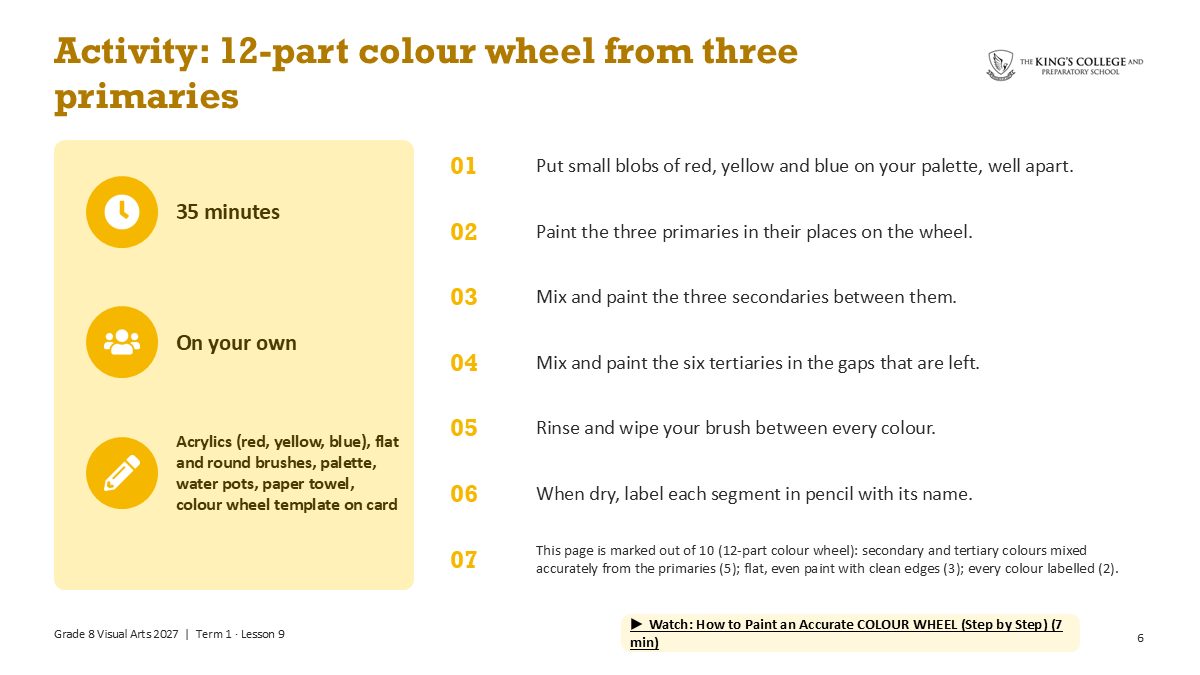 Activity: 12-part colour wheel from three
primaries
THE KING'S COLLEGE AND
PREPARATORY SCHOOL
35 minutes
On your own
Acrylics (red, yellow, blue), flat
and round brushes, palette,
water pots, paper towel,
colour wheel template on card
01 Put small blobs of red, yellow and blue on your palette, well apart.
02 Paint the three primaries in their places on the wheel.
03 Mix and paint the three secondaries between them.
04 Mix and paint the six tertiaries in the gaps that are left.
05 Rinse and wipe your brush between every colour.
06 When dry, label each segment in pencil with its name.
07 This page is marked out of 10 (12-part colour wheel): secondary and tertiary colours mixed
accurately from the primaries (5); flat, even paint with clean edges (3); every colour labelled (2).
Grade 8 Visual Arts 2027 | Term 1 · Lesson 9
▶ Watch: How to Paint an Accurate COLOUR WHEEL (Step by Step) (7
min)
6